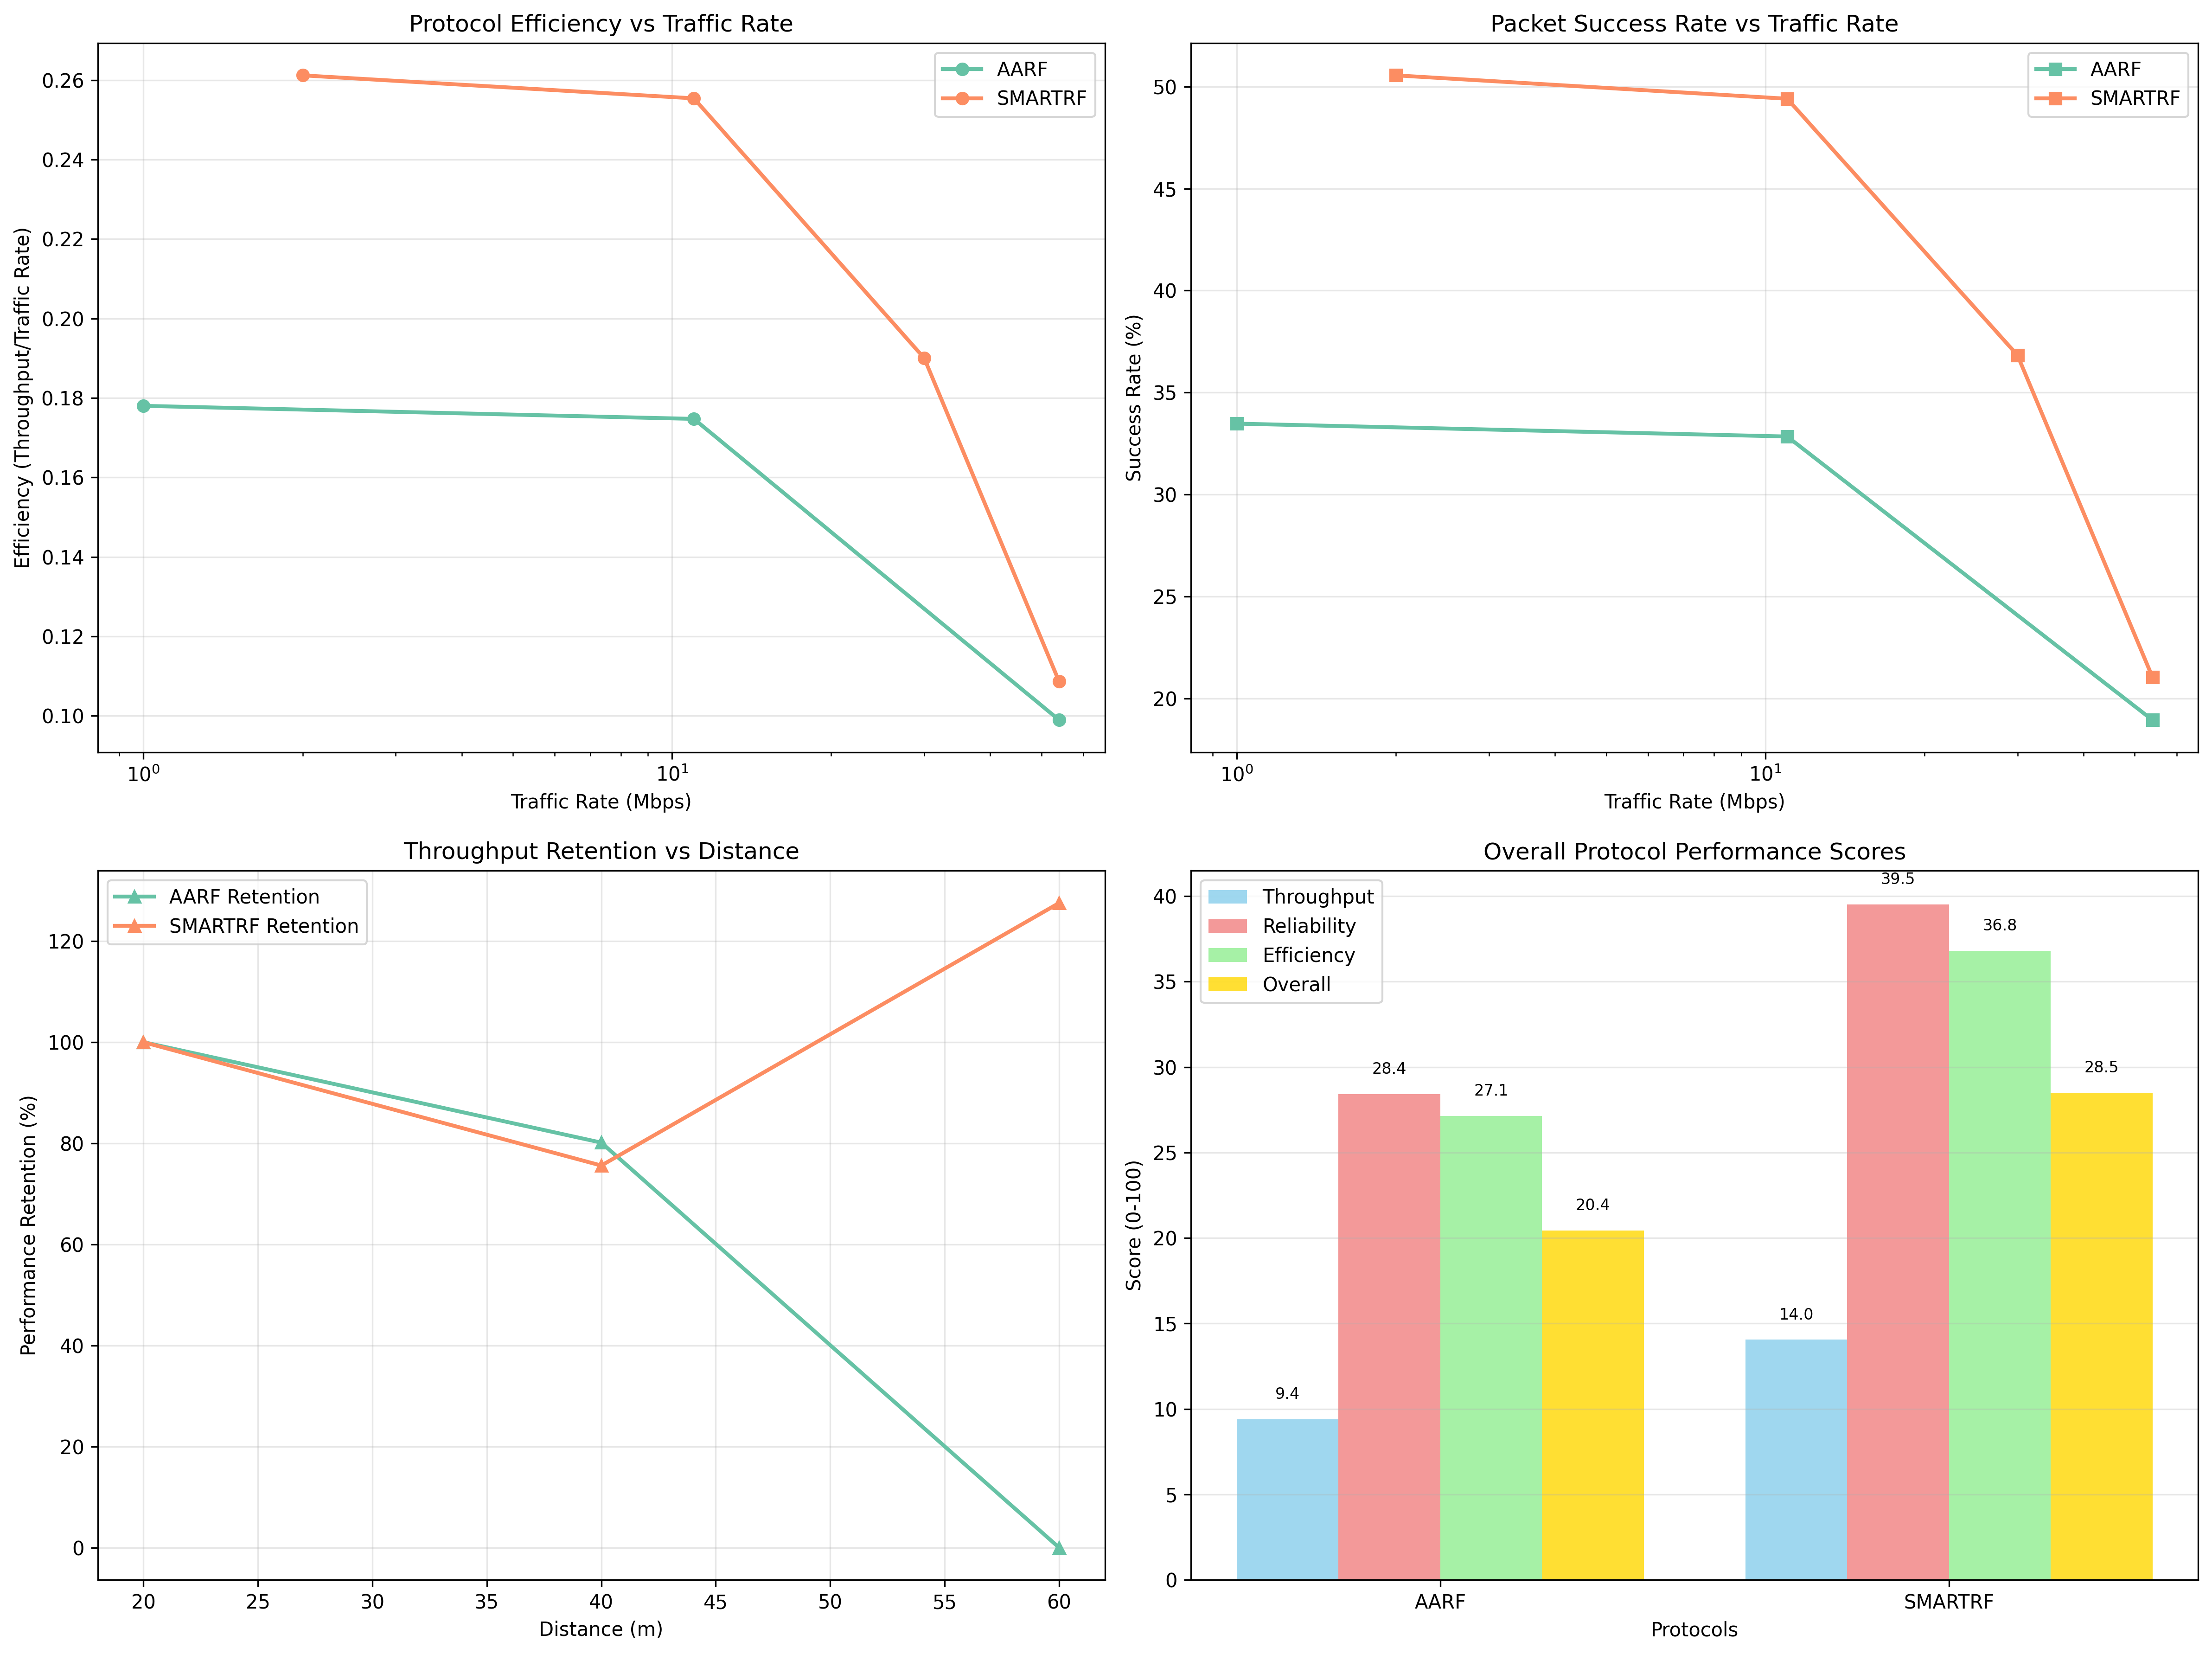 Protocol Efficiency vs Traffic Rate
AARF
SMARTRF
Efficiency (Throughput/Traffic Rate)
0.26
0.24
0.22
0.20
0.18
0.16
0.14
0.12
0.10
10⁰
10¹
Traffic Rate (Mbps)
Packet Success Rate vs Traffic Rate
AARF
SMARTRF
Success Rate (%)
50
45
40
35
30
25
20
10⁰
10¹
Traffic Rate (Mbps)
Throughput Retention vs Distance
AARF Retention
SMARTRF Retention
Performance Retention (%)
120
100
80
60
40
20
0
20 25 30 35 40 45 50 55 60
Distance (m)
Overall Protocol Performance Scores
Throughput
Reliability
Efficiency
Overall
Score (0-100)
40
35
30
25
20
15
10
5
0
9.4
28.4
27.1
20.4
14.0
39.5
36.8
28.5
AARF
SMARTRF
Protocols